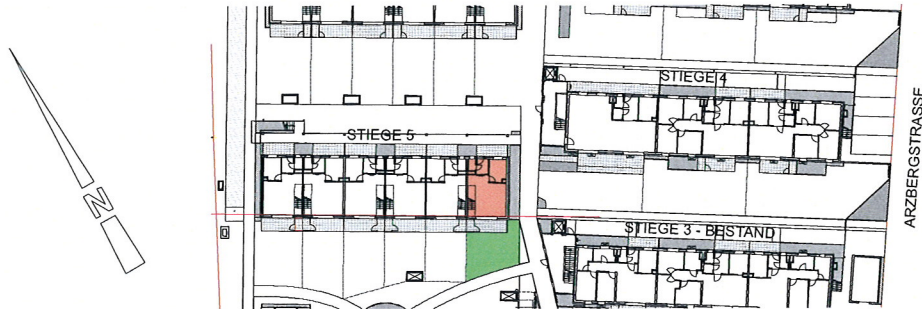 STIEGE 4
STIEGE 5
STIEGE 3 - BESTAND
ARZBERGSTRASSE
N